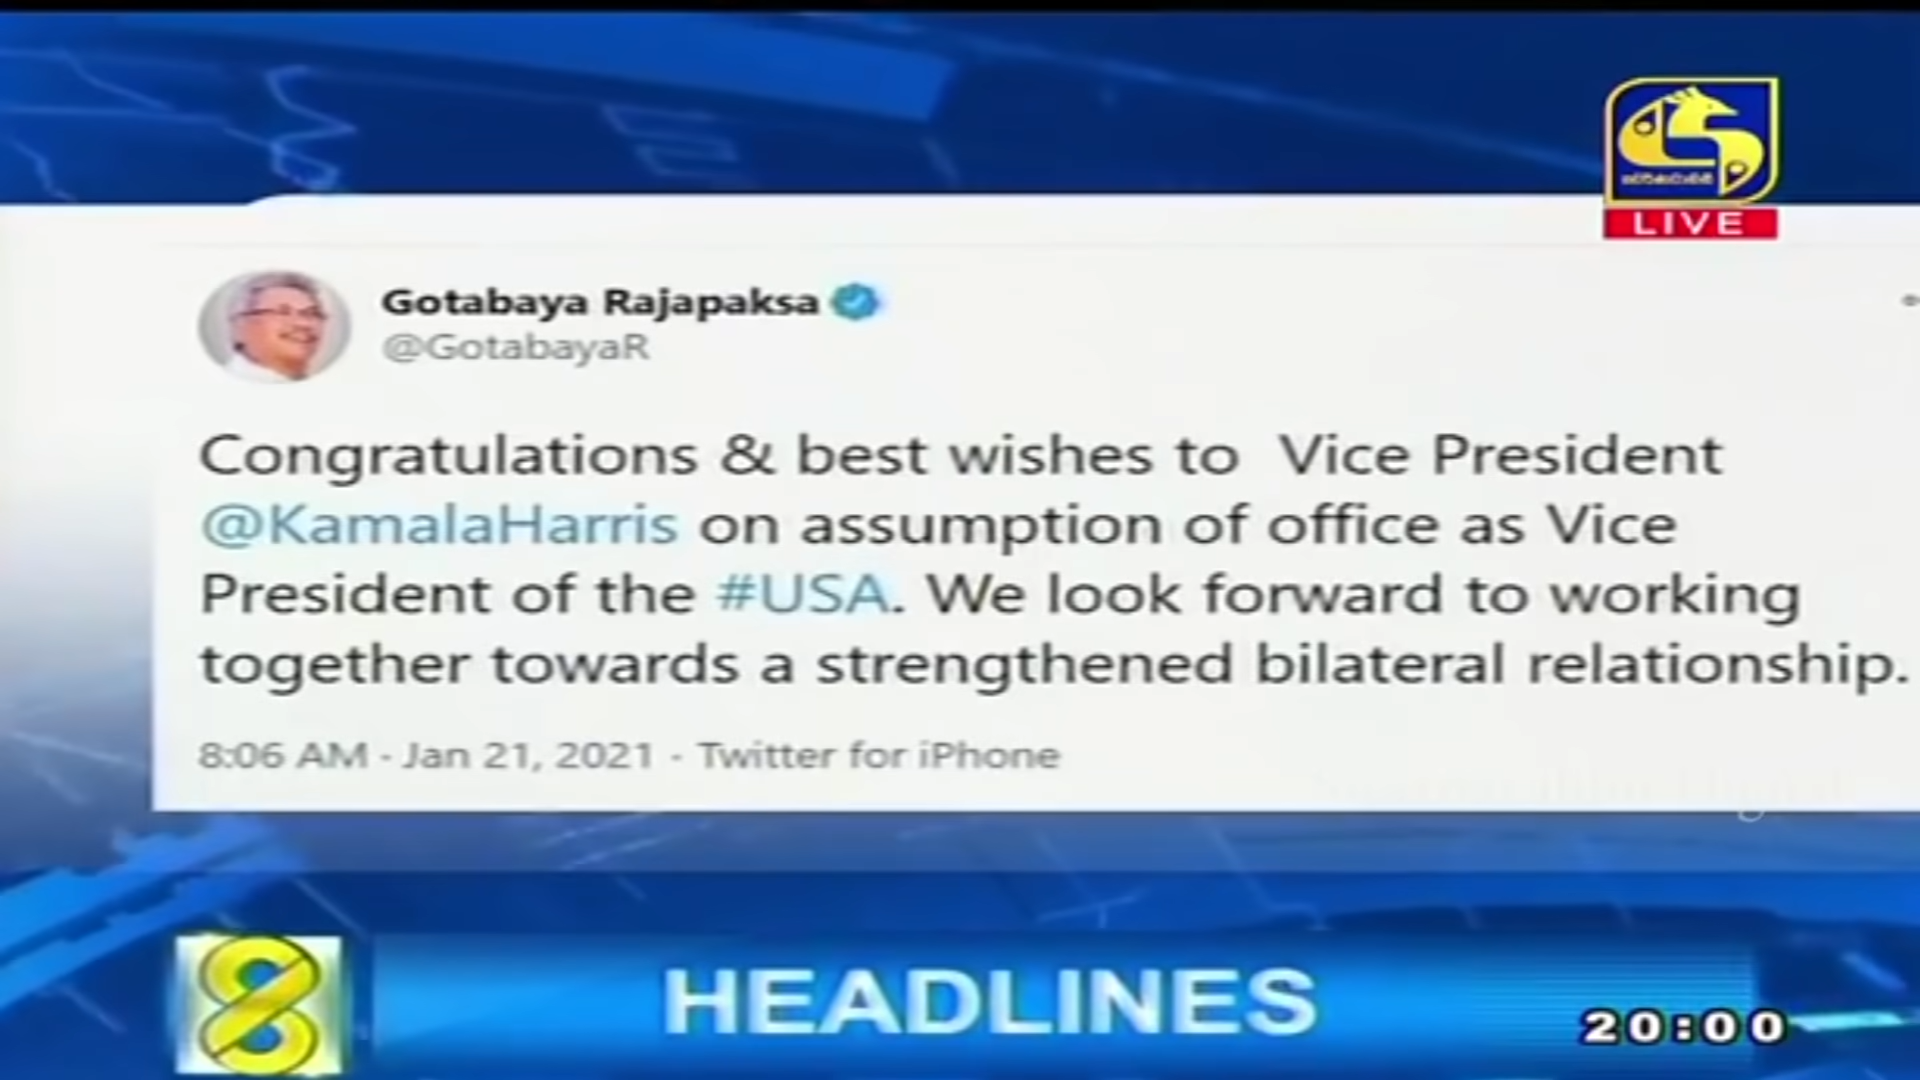 LIVE
Gotabaya Rajapaksa
@GotabayaR
Congratulations & best wishes to  Vice President
@KamalaHarris on assumption of office as Vice
President of the #USA. We look forward to working
together towards a strengthened bilateral relationship.
8:06 AM - Jan 21, 2021 - Twitter for iPhone
8
HEADLINES
20:00